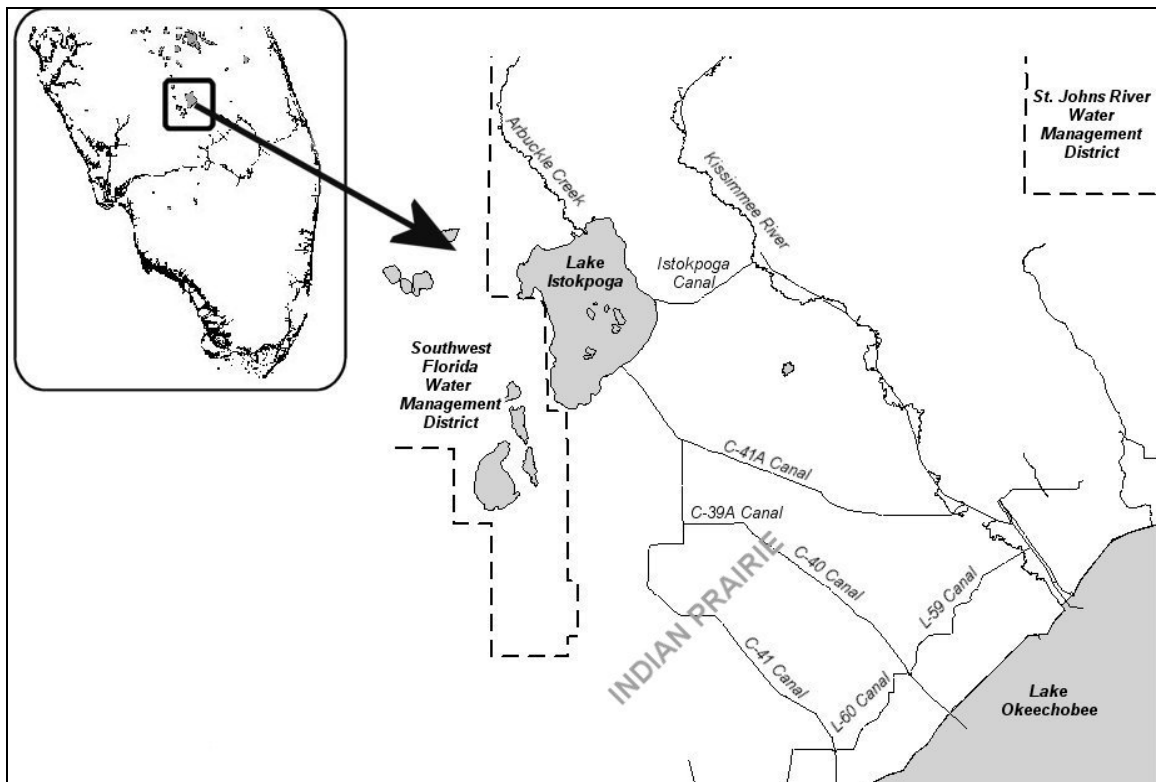 St. Johns River
Water
Management
District
Arbuckle Creek
Kissimmee River
Lake
Istokpoga
Istokpoga
Canal
Southwest
Florida
Water
Management
District
C-41A Canal
C-39A Canal
C-40 Canal
INDIAN PRAIRIE
L-59 Canal
C-41 Canal
L-60 Canal
Lake
Okeechobee